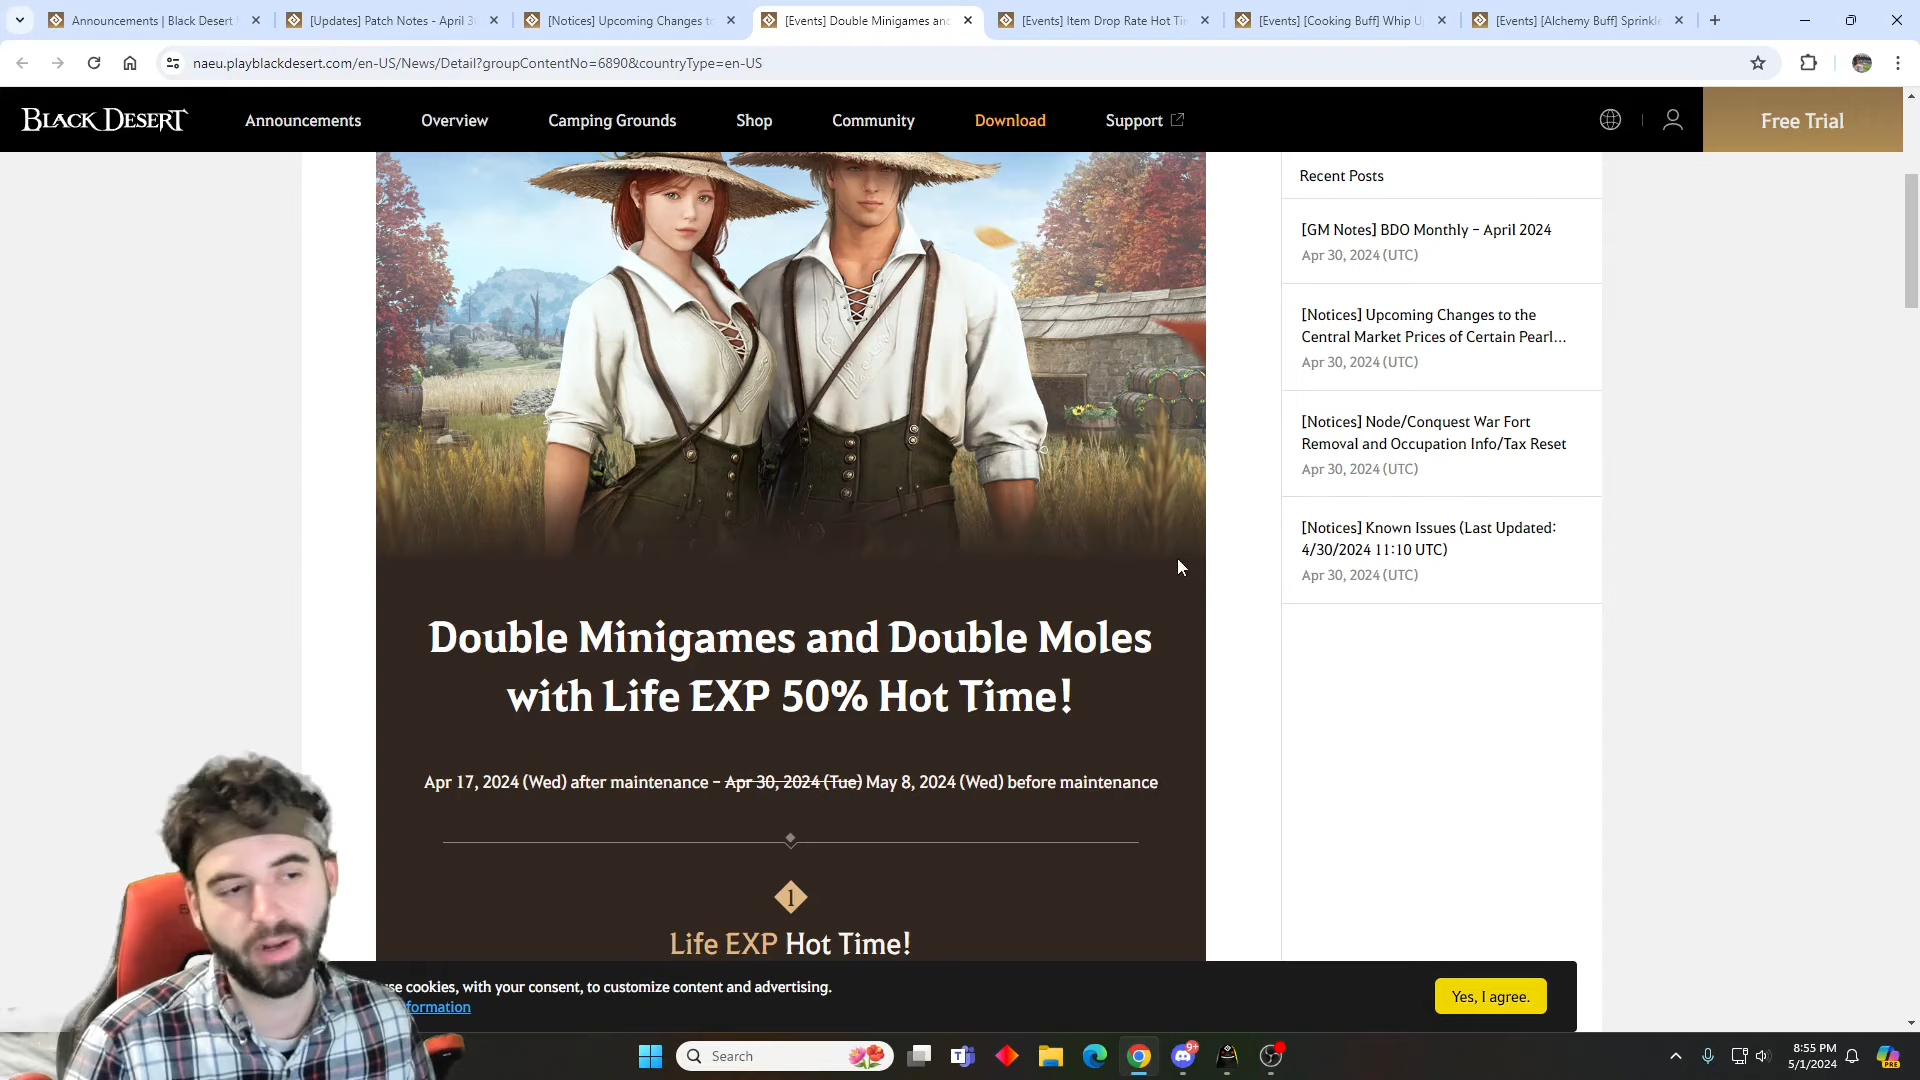 Announcements | Black Desert
[Updates] Patch Notes - April 3
[Notices] Upcoming Changes to
[Events] Double Minigames and
[Events] Item Drop Rate Hot Ti
[Events] [Cooking Buff] Whip U
[Events] [Alchemy Buff] Sprinkle
naeu.playblackdesert.com/en-US/News/Detail?groupContentNo=6890&countryType=en-US
BLACK DESERT
Announcements
Overview
Camping Grounds
Shop
Community
Download
Support
Free Trial
Recent Posts
[GM Notes] BDO Monthly - April 2024
Apr 30, 2024 (UTC)
[Notices] Upcoming Changes to the
Central Market Prices of Certain Pearl...
Apr 30, 2024 (UTC)
[Notices] Node/Conquest War Fort
Removal and Occupation Info/Tax Reset
Apr 30, 2024 (UTC)
[Notices] Known Issues (Last Updated:
4/30/2024 11:10 UTC)
Apr 30, 2024 (UTC)
Double Minigames and Double Moles
with Life EXP 50% Hot Time!
Apr 17, 2024 (Wed) after maintenance - Apr 30, 2024 (Tue) May 8, 2024 (Wed) before maintenance
1
Life EXP Hot Time!
use cookies, with your consent, to customize content and advertising.
formation
Yes, I agree.
Search
9+
8:55 PM
5/1/2024
PRE